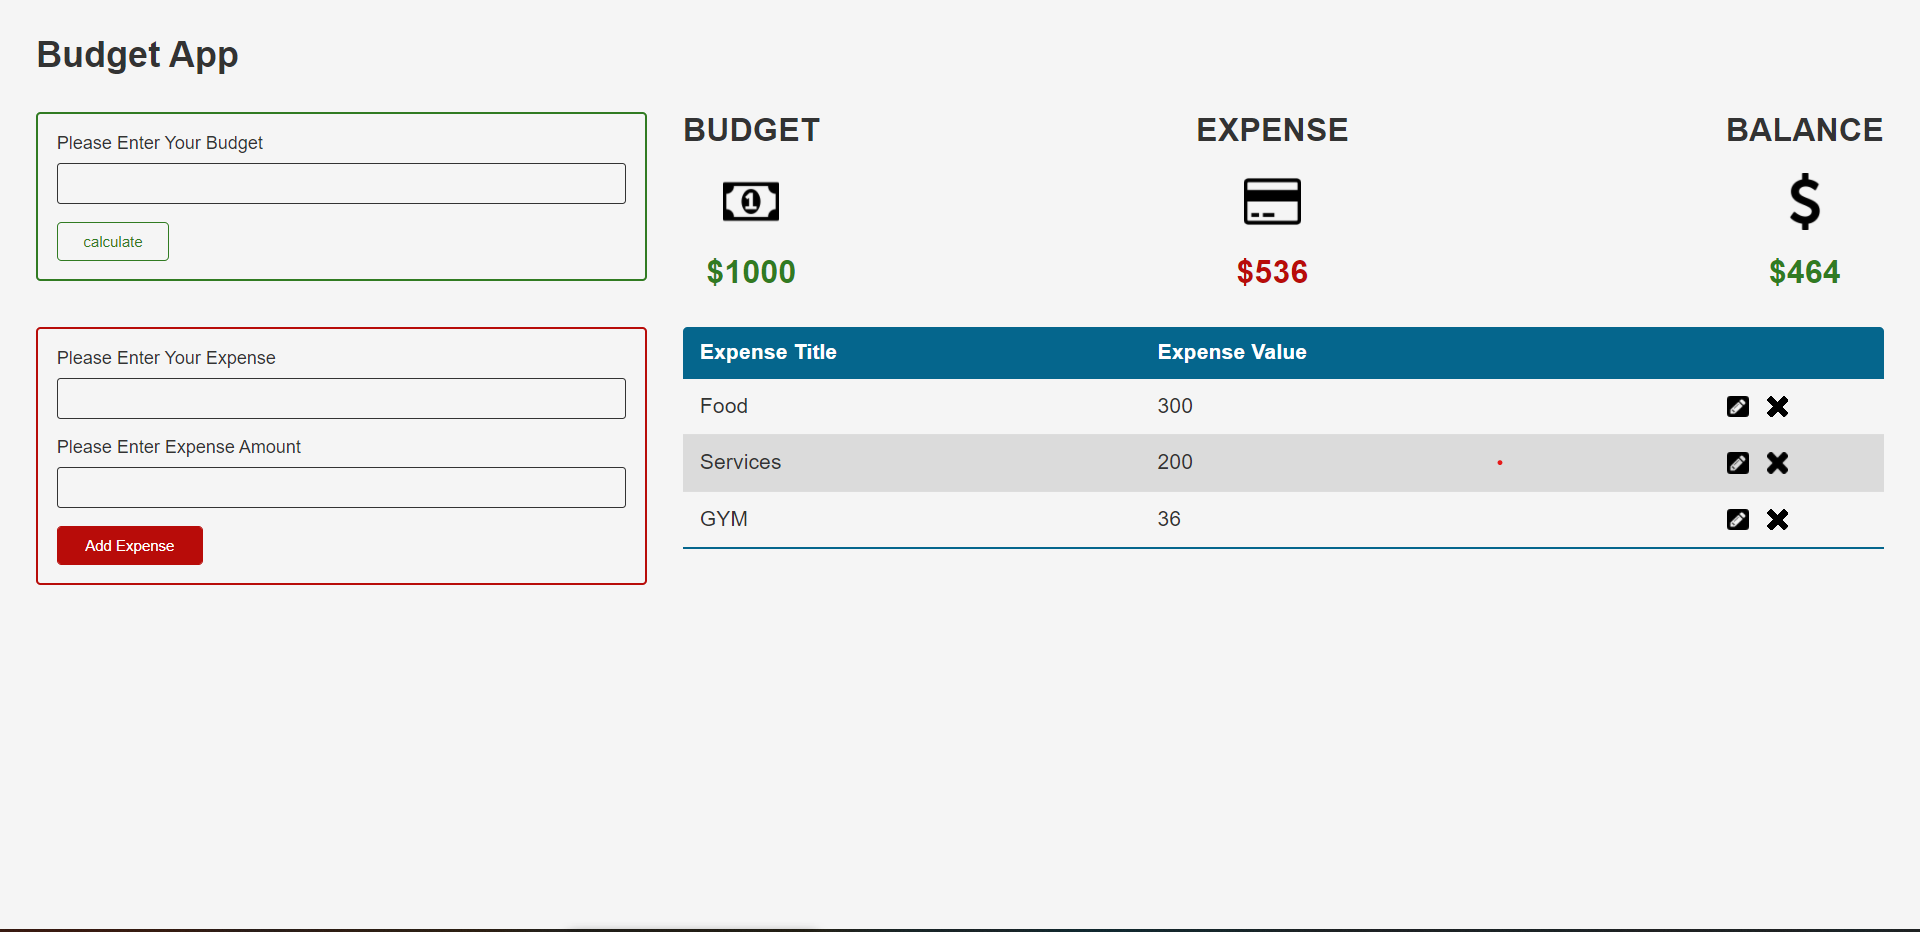 Budget App
Please Enter Your Budget
calculate
BUDGET
EXPENSE
BALANCE
1
$1000
$536
$464
Please Enter Your Expense
Please Enter Expense Amount
Add Expense
Expense Title Expense Value
Food 300
Services 200
GYM 36